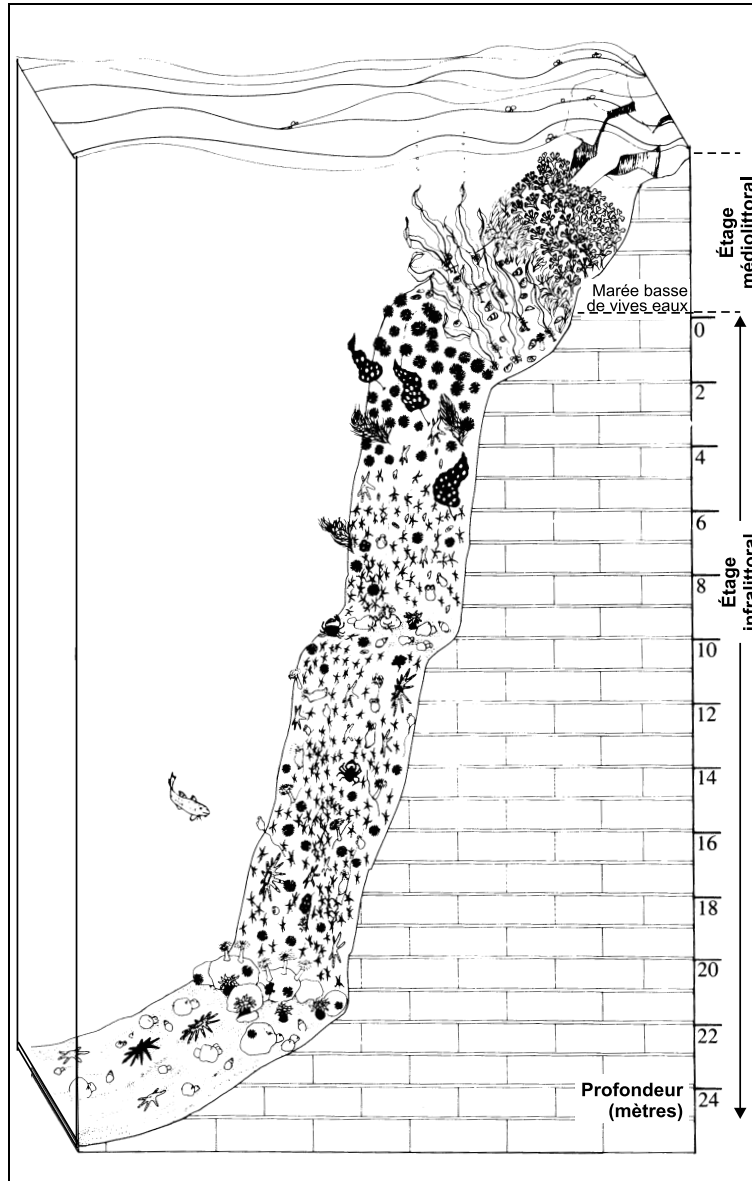 Étage
médiolittoral
Marée basse
de vives eaux
0
2
4
6
8
Étage
infralittoral
10
12
14
16
18
20
22
24
Profondeur
(mètres)